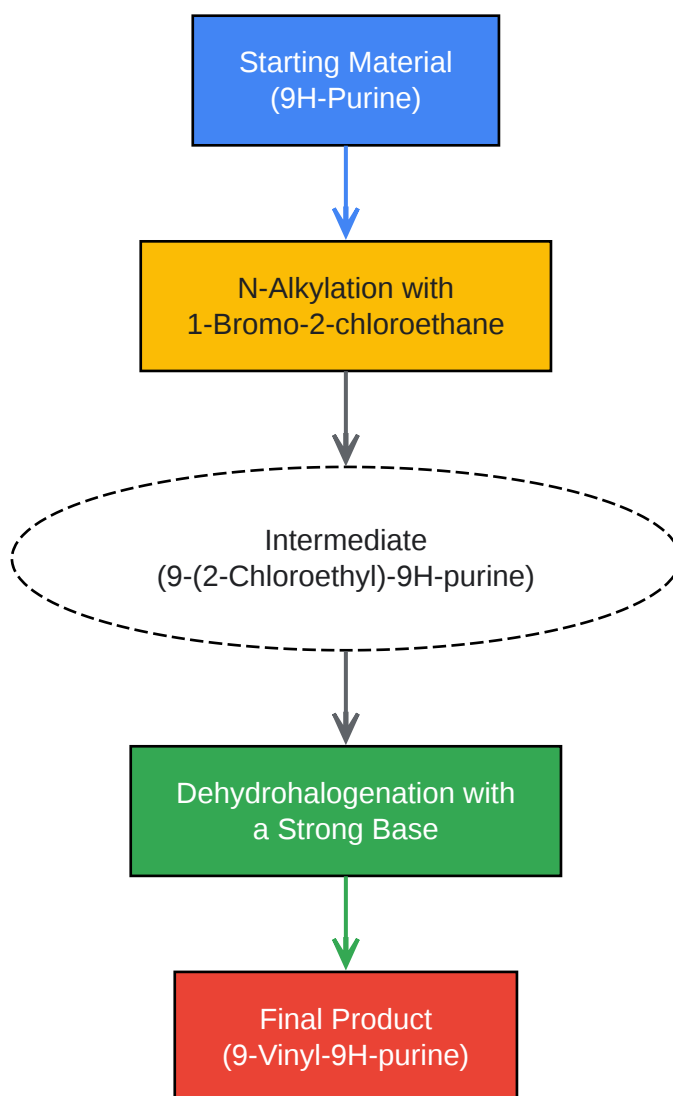 Starting Material
(9H-Purine)
N-Alkylation with
1-Bromo-2-chloroethane
Intermediate
(9-(2-Chloroethyl)-9H-purine)
Dehydrohalogenation with
a Strong Base
Final Product
(9-Vinyl-9H-purine)